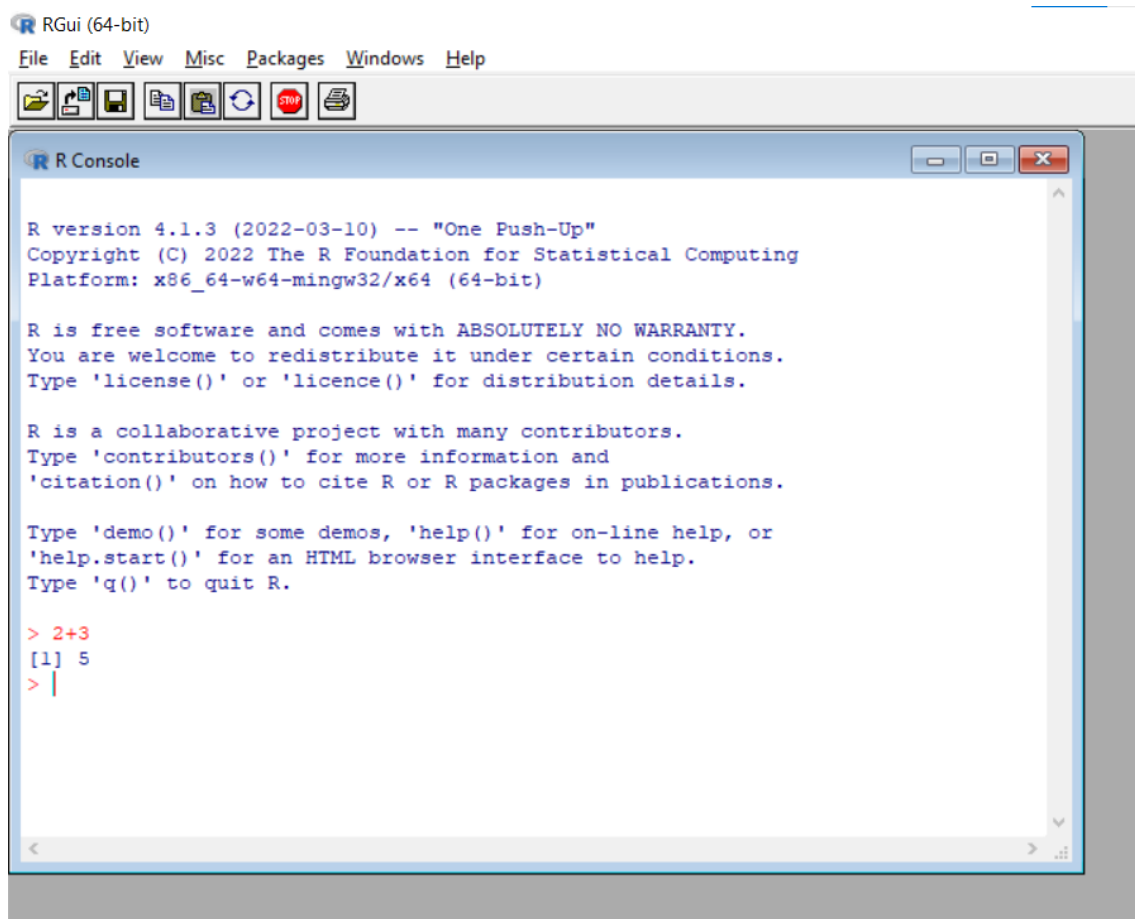 RGui (64-bit)
File Edit View Misc Packages Windows Help
STOP
R Console
R version 4.1.3 (2022-03-10) -- "One Push-Up"
Copyright (C) 2022 The R Foundation for Statistical Computing
Platform: x86_64-w64-mingw32/x64 (64-bit)
R is free software and comes with ABSOLUTELY NO WARRANTY.
You are welcome to redistribute it under certain conditions.
Type 'license()' or 'licence()' for distribution details.
R is a collaborative project with many contributors.
Type 'contributors()' for more information and
'citation()' on how to cite R or R packages in publications.
Type 'demo()' for some demos, 'help()' for on-line help, or
'help.start()' for an HTML browser interface to help.
Type 'q()' to quit R.
> 2+3
[1] 5
>